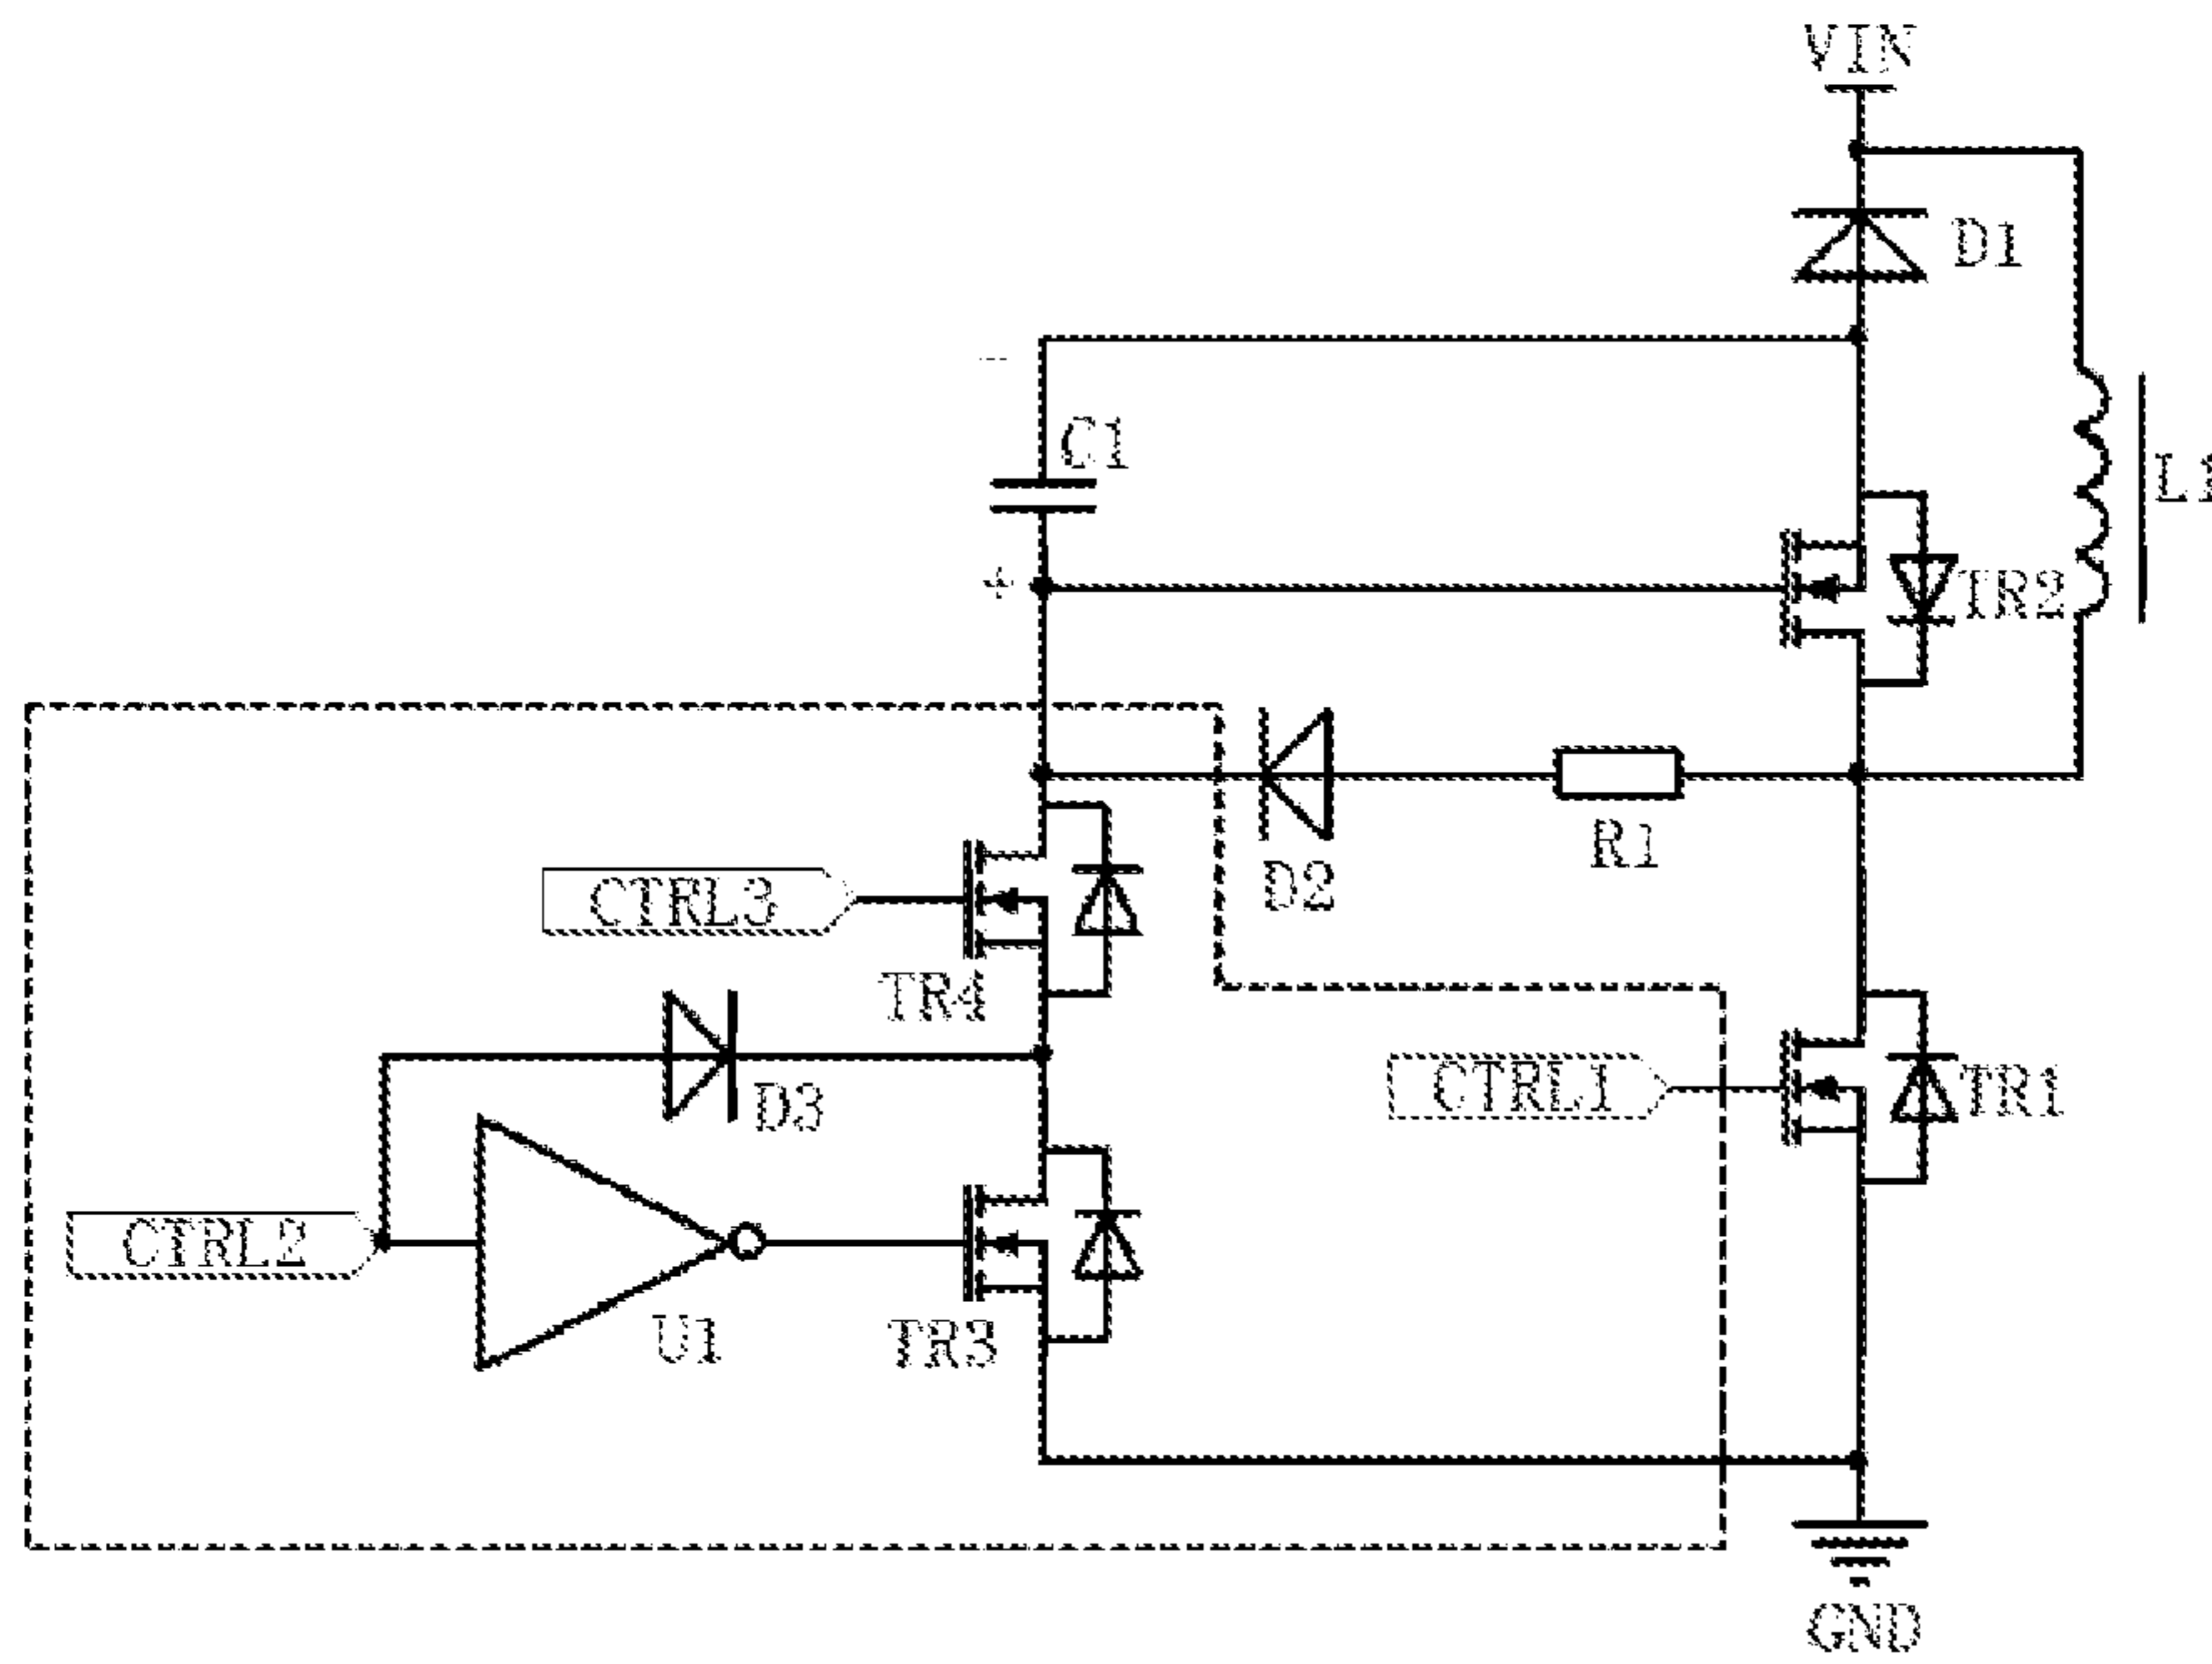 VIN
D1
-
C1
L1
+
TR2
R1
D2
CTRL3
TR4
CTRL1
TR1
D3
CTRL2
U1
TR3
GND